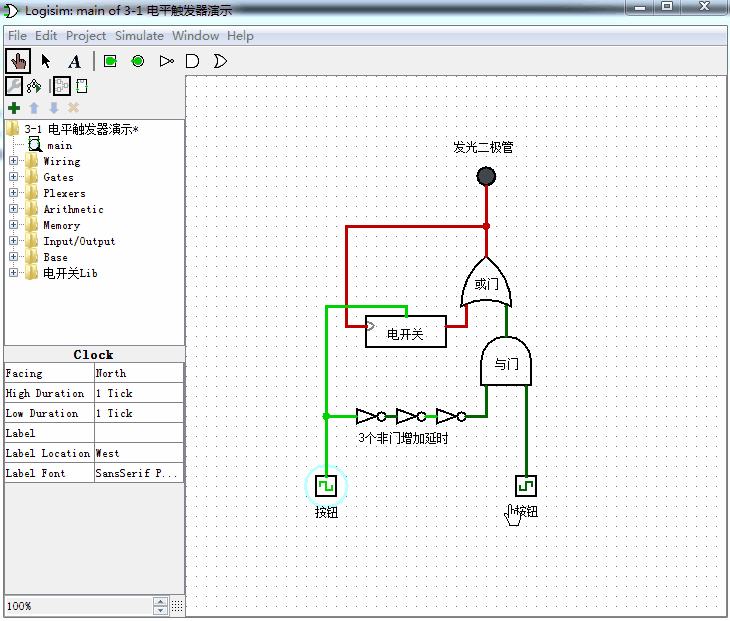 Logisim: main of 3-1 电平触发器演示
File Edit Project Simulate Window Help
A
3-1 电平触发器演示*
main
Wiring
Gates
Plexers
Arithmetic
Memory
Input/Output
Base
电开关Lib
Clock
Facing North
High Duration 1 Tick
Low Duration 1 Tick
Label
Label Location West
Label Font SansSerif P...
100%
发光二极管
或门
电开关
与门
3个非门增加延时
按钮
按钮